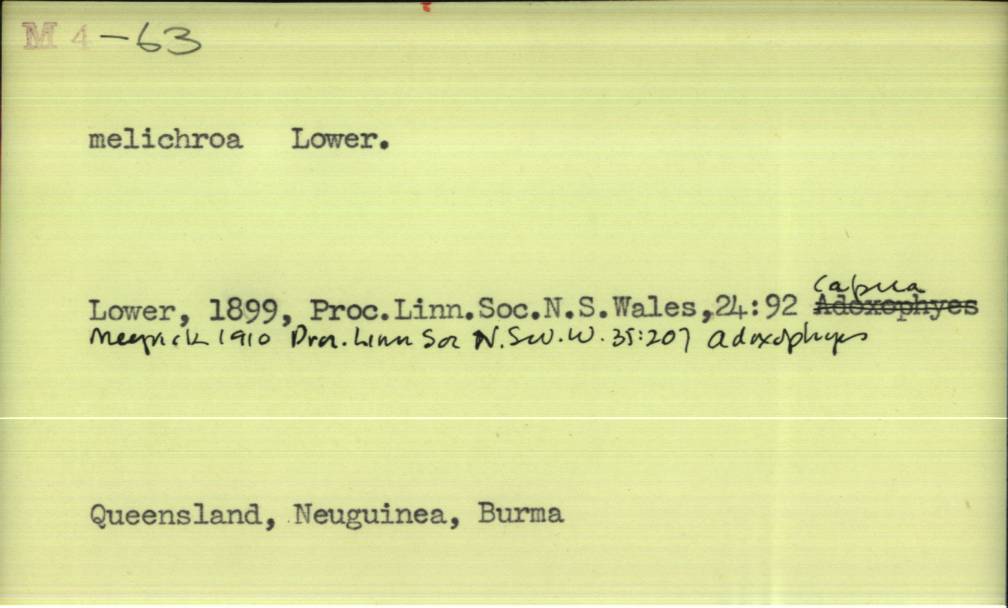 M 4-63
melichroa Lower.
Capua
Lower, 1899, Proc.Linn.Soc.N.S.Wales,24:92 Adoxophyes
Meyrick 1910 Proc. Linn Soc N.S.W. 35:207 Adoxophyes
Queensland, Neuguinea, Burma